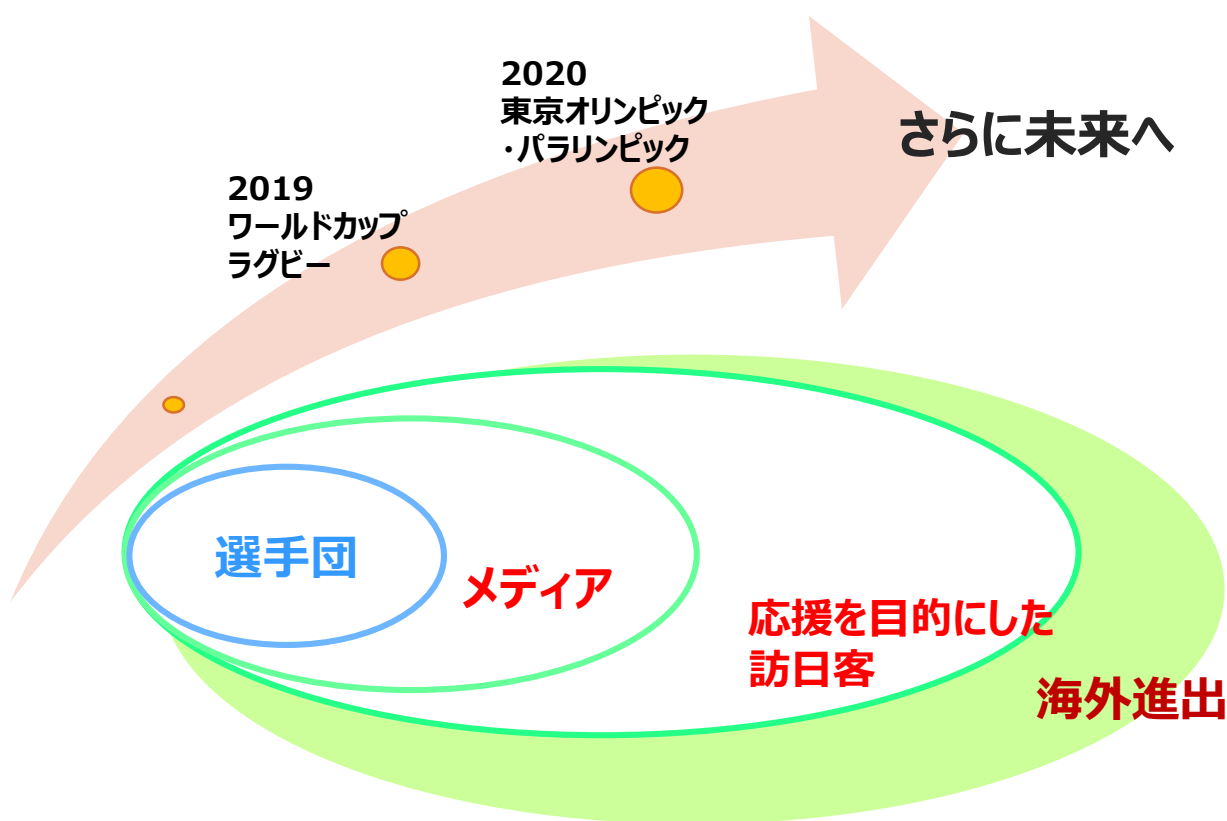 2020
東京オリンピック
・パラリンピック
さらに未来へ
2019
ワールドカップ
ラグビー
選手団
メディア
応援を目的にした
訪日客
海外進出